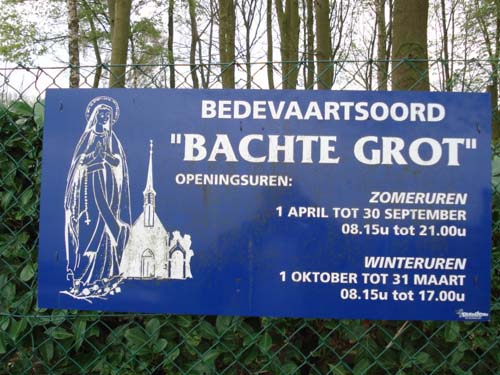 BEDEVAARTSOORD
"BACHTE GROT"
OPENINGSUREN:
ZOMERUREN
1 APRIL TOT 30 SEPTEMBER
08.15u tot 21.00u
WINTERUREN
1 OKTOBER TOT 31 MAART
08.15u tot 17.00u